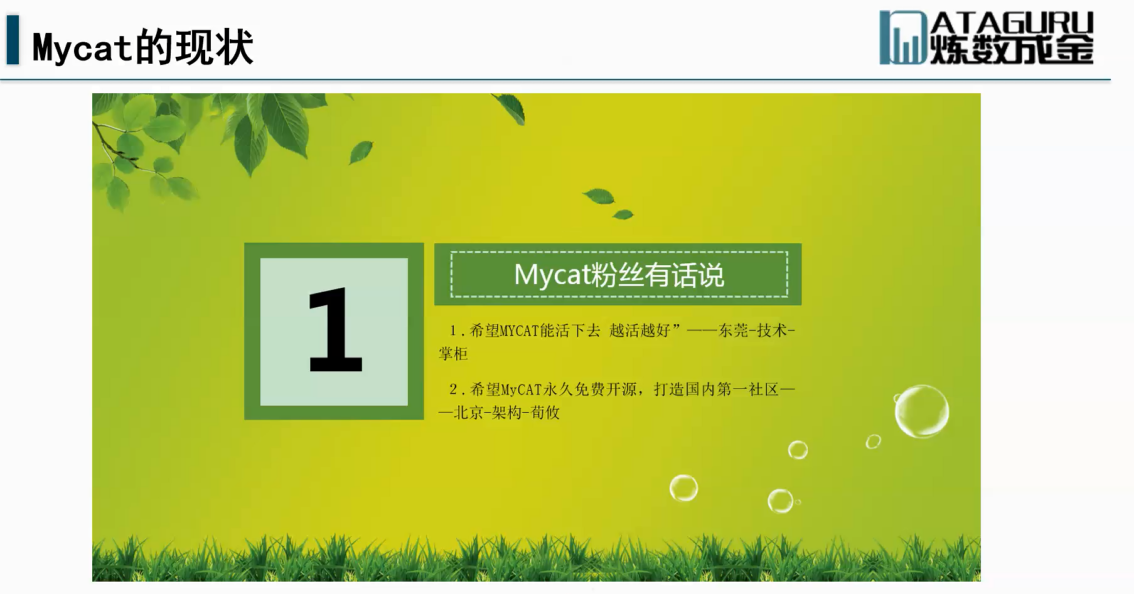 Mycat的现状
DATAGURU
炼数成金
1
Mycat粉丝有话说
1.希望MYCAT能活下去 越活越好”——东莞-技术-
掌柜
2.希望MyCAT永久免费开源，打造国内第一社区—
—北京-架构-荀攸